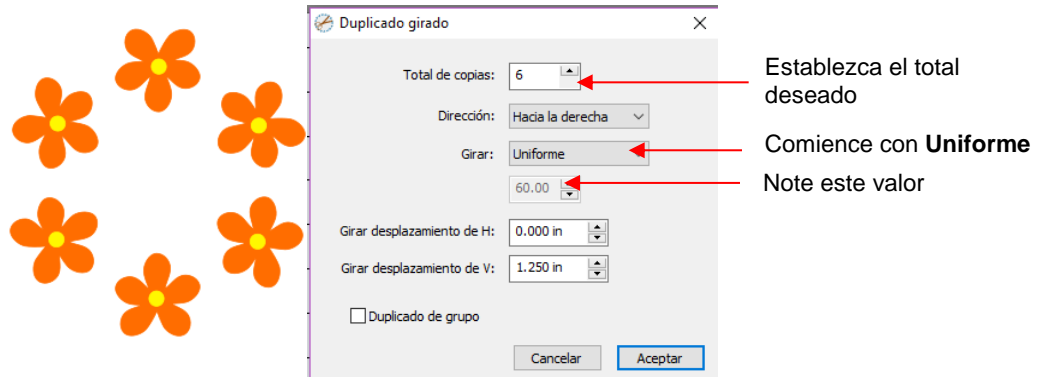 Duplicado girado
Total de copias: 6
Dirección: Hacia la derecha
Girar: Uniforme
60.00
Girar desplazamiento de H: 0.000 in
Girar desplazamiento de V: 1.250 in
Duplicado de grupo
Cancelar Aceptar
Establezca el total
deseado
Comience con Uniforme
Note este valor